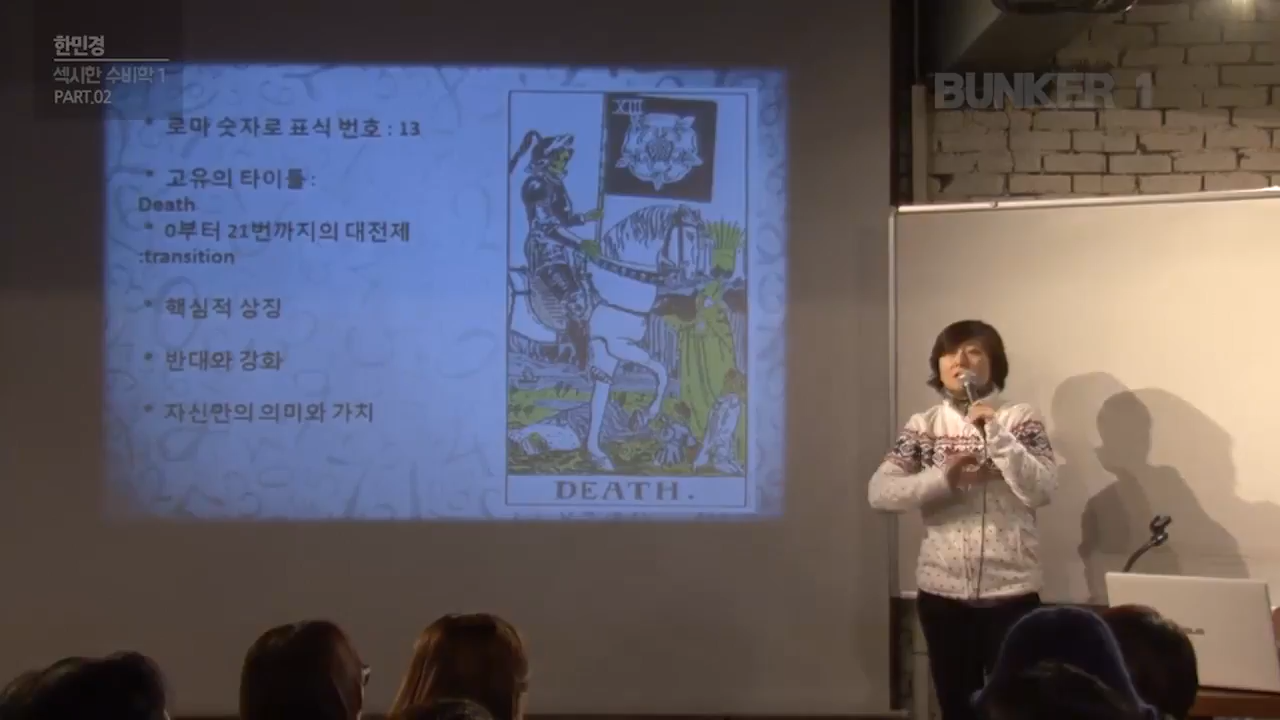 한민경
섹시한 수비학 1
PART.02
BUNKER 1
* 로마 숫자로 표식 번호 : 13
* 고유의 타이틀 :
Death
* 0부터 21번까지의 대전제
:transition
* 핵심적 상징
* 반대와 강화
* 자신만의 의미와 가치
XIII
DEATH.